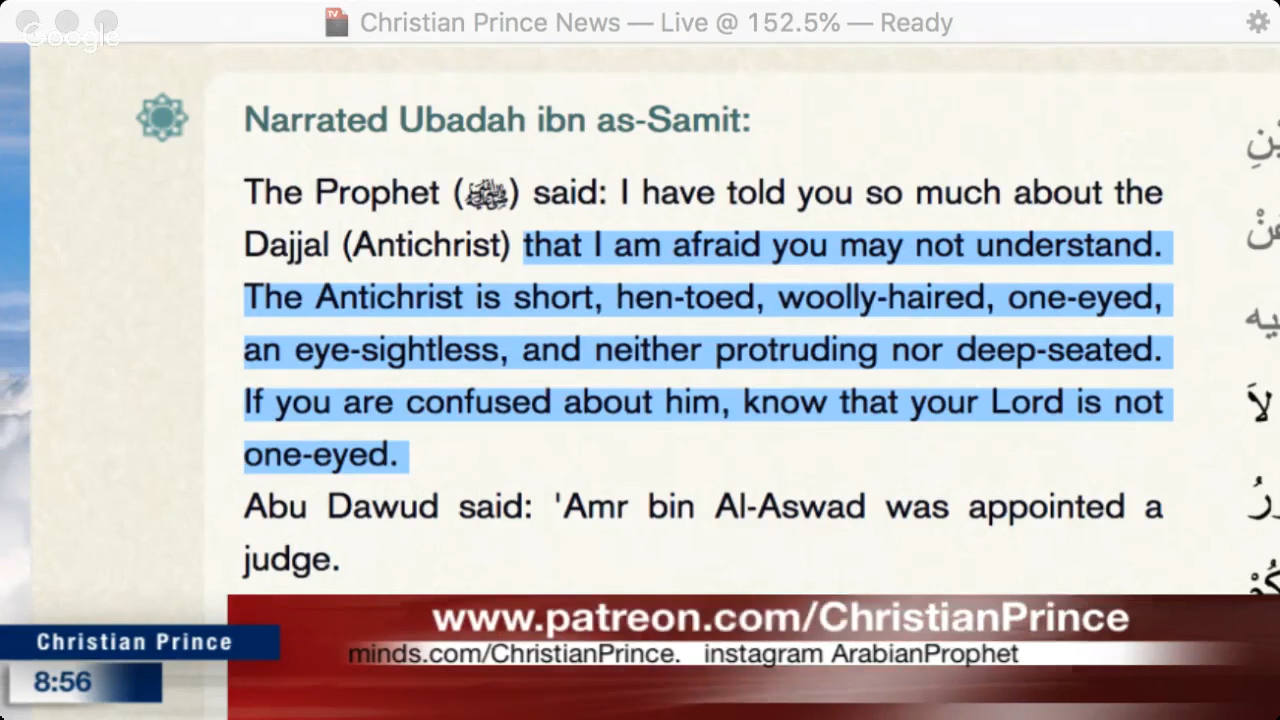 Google
Christian Prince News — Live @ 152.5% — Ready
TV
Narrated Ubadah ibn as-Samit:
The Prophet (ﷺ) said: I have told you so much about the
Dajjal (Antichrist) that I am afraid you may not understand.
The Antichrist is short, hen-toed, woolly-haired, one-eyed,
an eye-sightless, and neither protruding nor deep-seated.
If you are confused about him, know that your Lord is not
one-eyed.
Abu Dawud said: 'Amr bin Al-Aswad was appointed a
judge.
www.patreon.com/ChristianPrince
Christian Prince
minds.com/ChristianPrince. instagram ArabianProphet
8:56